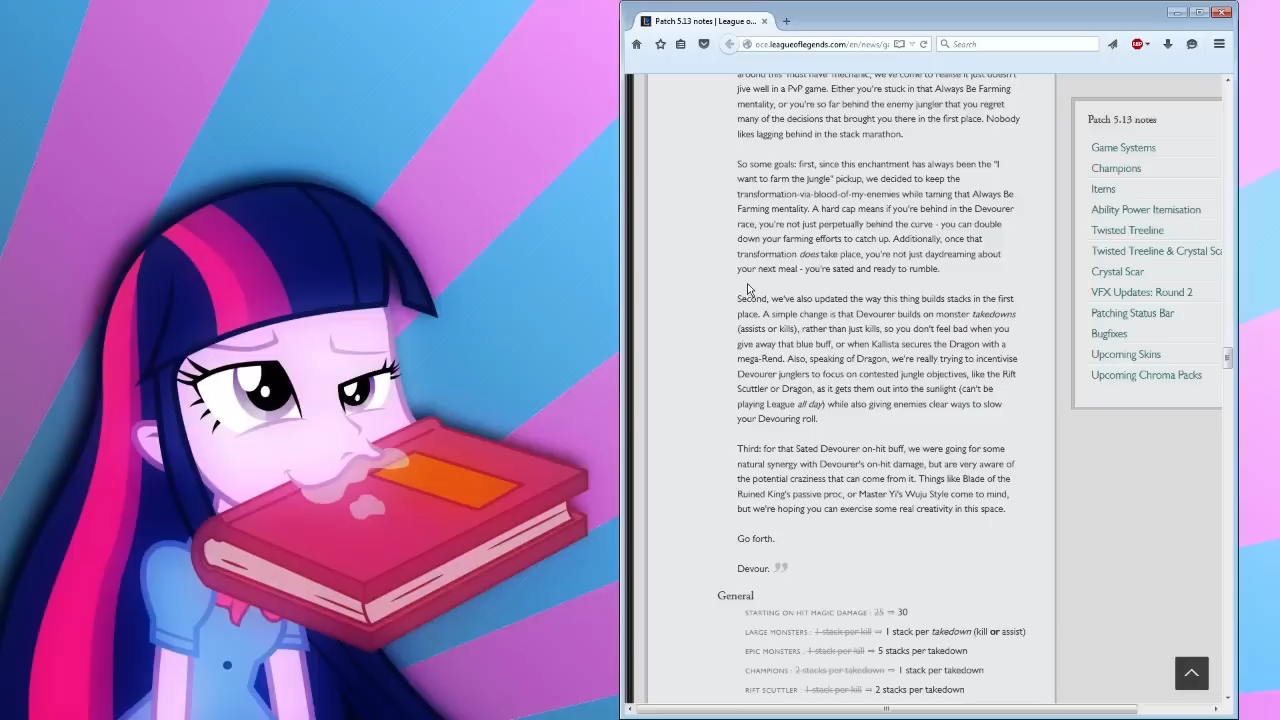 Patch 5.13 notes | League o...
oce.leagueoflegends.com/en/news/ga
Search
ABP
around this "must have" mechanic, we've come to realise it just doesn't
jive well in a PvP game. Either you're stuck in that Always Be Farming
mentality, or you're so far behind the enemy jungler that you regret
many of the decisions that brought you there in the first place. Nobody
likes lagging behind in the stack marathon.
So some goals: first, since this enchantment has always been the "I
want to farm the jungle" pickup, we decided to keep the
transformation-via-blood-of-my-enemies while taming that Always Be
Farming mentality. A hard cap means if you're behind in the Devourer
race, you're not just perpetually behind the curve - you can double
down your farming efforts to catch up. Additionally, once that
transformation does take place, you're not just daydreaming about
your next meal - you're sated and ready to rumble.
Second, we've also updated the way this thing builds stacks in the first
place. A simple change is that Devourer builds on monster takedowns
(assists or kills), rather than just kills, so you don't feel bad when you
give away that blue buff, or when Kallista secures the Dragon with a
mega-Rend. Also, speaking of Dragon, we're really trying to incentivise
Devourer junglers to focus on contested jungle objectives, like the Rift
Scuttler or Dragon, as it gets them out into the sunlight (can't be
playing League all day) while also giving enemies clear ways to slow
your Devouring roll.
Third: for that Sated Devourer on-hit buff, we were going for some
natural synergy with Devourer's on-hit damage, but are very aware of
the potential craziness that can come from it. Things like Blade of the
Ruined King's passive proc, or Master Yi's Wuju Style come to mind,
but we're hoping you can exercise some real creativity in this space.
Go forth.
Devour. ”
General
STARTING ON HIT MAGIC DAMAGE : 25 ⇒ 30
LARGE MONSTERS : 1 stack per kill ⇒ 1 stack per takedown (kill or assist)
EPIC MONSTERS : 1 stack per kill ⇒ 5 stacks per takedown
CHAMPIONS : 2 stacks per takedown ⇒ 1 stack per takedown
RIFT SCUTTLER : 1 stack per kill ⇒ 2 stacks per takedown
Patch 5.13 notes
Game Systems
Champions
Items
Ability Power Itemisation
Twisted Treeline
Twisted Treeline & Crystal Sca
Crystal Scar
VFX Updates: Round 2
Patching Status Bar
Bugfixes
Upcoming Skins
Upcoming Chroma Packs